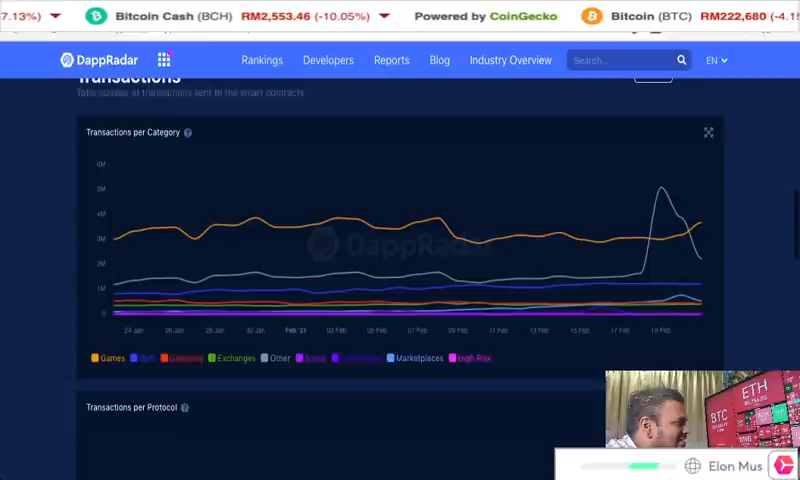 7.13%) Bitcoin Cash (BCH) RM2,553.46 (-10.05%) Powered by CoinGecko Bitcoin (BTC) RM222,680 (-4.15
DappRadar Rankings Developers Reports Blog Industry Overview Search... EN
Transactions
Total number of transactions sent to the smart contracts
Transactions per Category
6M
5M
4M
3M
2M
1M
0
DappRadar
24 Jan 26 Jan 28 Jan 30 Jan Feb '21 03 Feb 05 Feb 07 Feb 09 Feb 11 Feb 13 Feb 15 Feb 17 Feb 19 Feb
Games DeFi Gambling Exchanges Other Social Marketplaces High Risk
Transactions per Protocol
BTC
ETH
Elon Mus